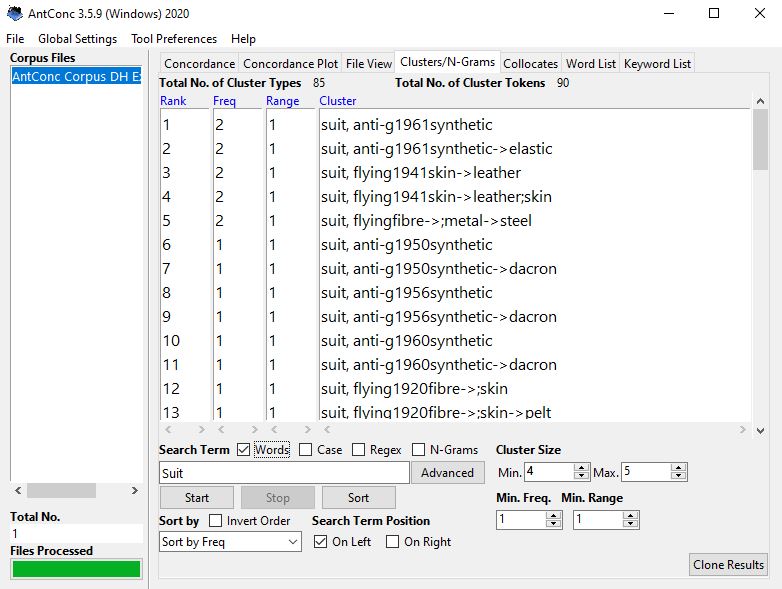 AntConc 3.5.9 (Windows) 2020
File Global Settings Tool Preferences Help
Corpus Files
AntConc Corpus DH Ex
Total No.
1
Files Processed
Concordance Concordance Plot File View Clusters/N-Grams Collocates Word List Keyword List
Total No. of Cluster Types 85 Total No. of Cluster Tokens 90
Rank Freq Range Cluster
1 2 1 suit, anti-g1961synthetic
2 2 1 suit, anti-g1961synthetic->elastic
3 2 1 suit, flying1941skin->leather
4 2 1 suit, flying1941skin->leather;skin
5 2 1 suit, flyingfibre->;metal->steel
6 1 1 suit, anti-g1950synthetic
7 1 1 suit, anti-g1950synthetic->dacron
8 1 1 suit, anti-g1956synthetic
9 1 1 suit, anti-g1956synthetic->dacron
10 1 1 suit, anti-g1960synthetic
11 1 1 suit, anti-g1960synthetic->dacron
12 1 1 suit, flying1920fibre->;skin
13 1 1 suit, flying1920fibre->;skin->pelt
Search Term Words Case Regex N-Grams Cluster Size
Suit Advanced Min. 4 Max. 5
Start Stop Sort Min. Freq. Min. Range
Sort by Invert Order Search Term Position 1 1
Sort by Freq On Left On Right
Clone Results